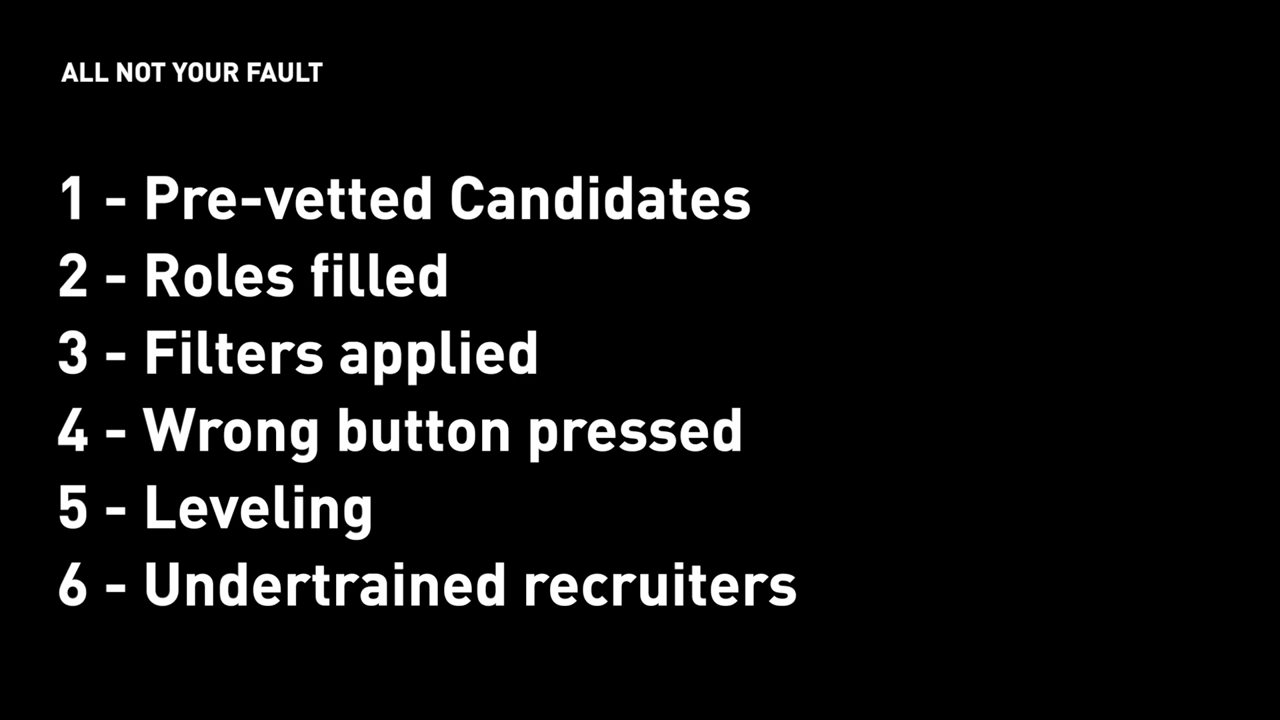 ALL NOT YOUR FAULT
1 - Pre-vetted Candidates
2 - Roles filled
3 - Filters applied
4 - Wrong button pressed
5 - Leveling
6 - Undertrained recruiters